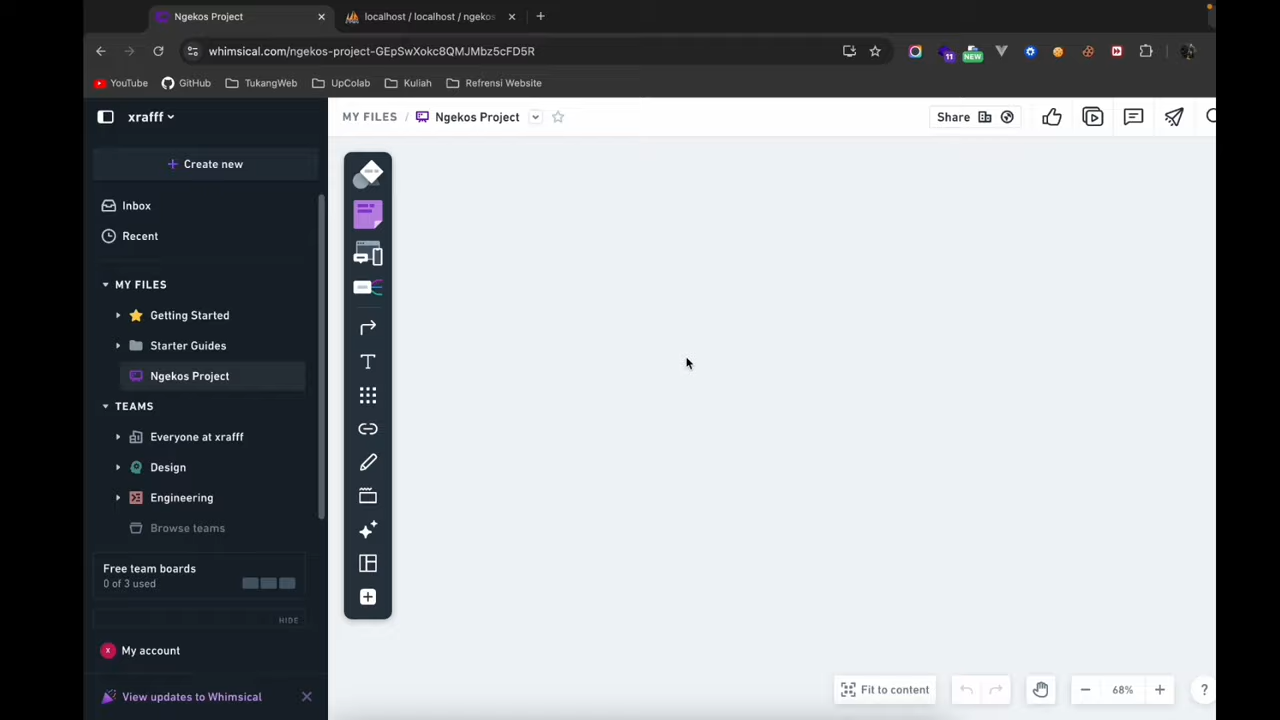 Ngekos Project
localhost / localhost / ngekos
whimsical.com/ngekos-project-GEpSwXokc8QMJMbz5cFD5R
11
NEW
YouTube
GitHub
TukangWeb
UpColab
Kuliah
Refrensi Website
xrafff
MY FILES / Ngekos Project
Share
Create new
Inbox
Recent
MY FILES
Getting Started
Starter Guides
Ngekos Project
TEAMS
Everyone at xrafff
Design
Engineering
Browse teams
Free team boards
0 of 3 used
HIDE
x
My account
View updates to Whimsical
T
Fit to content
68%
?